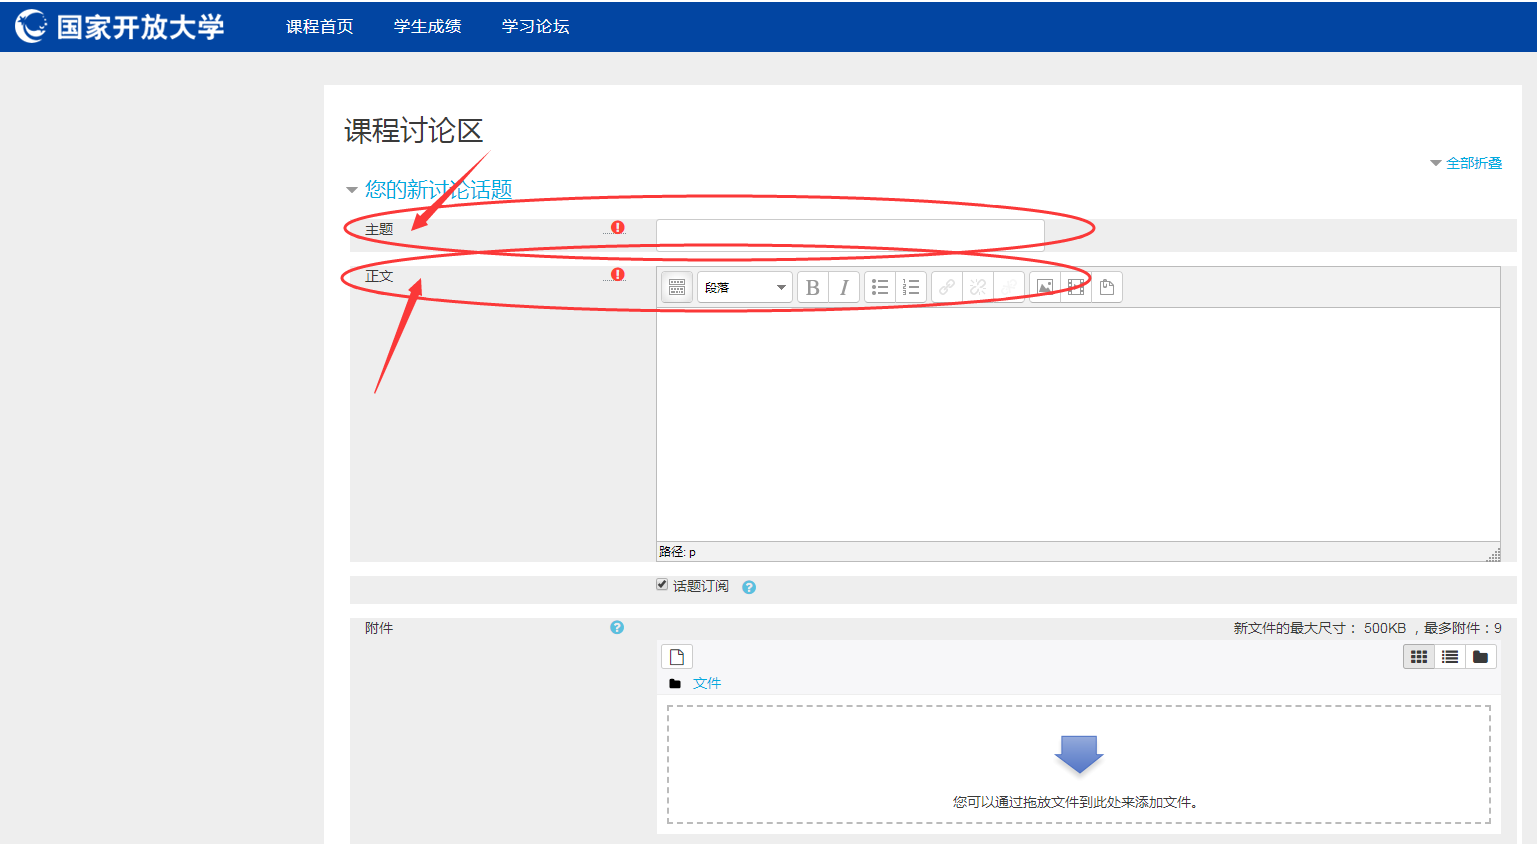 国家开放大学 课程首页 学生成绩 学习论坛
课程讨论区
全部折叠
您的新讨论话题
主题
正文
段落 B I
路径: p
话题订阅
附件
新文件的最大尺寸： 500KB ，最多附件：9
文件
您可以通过拖放文件到此处来添加文件。